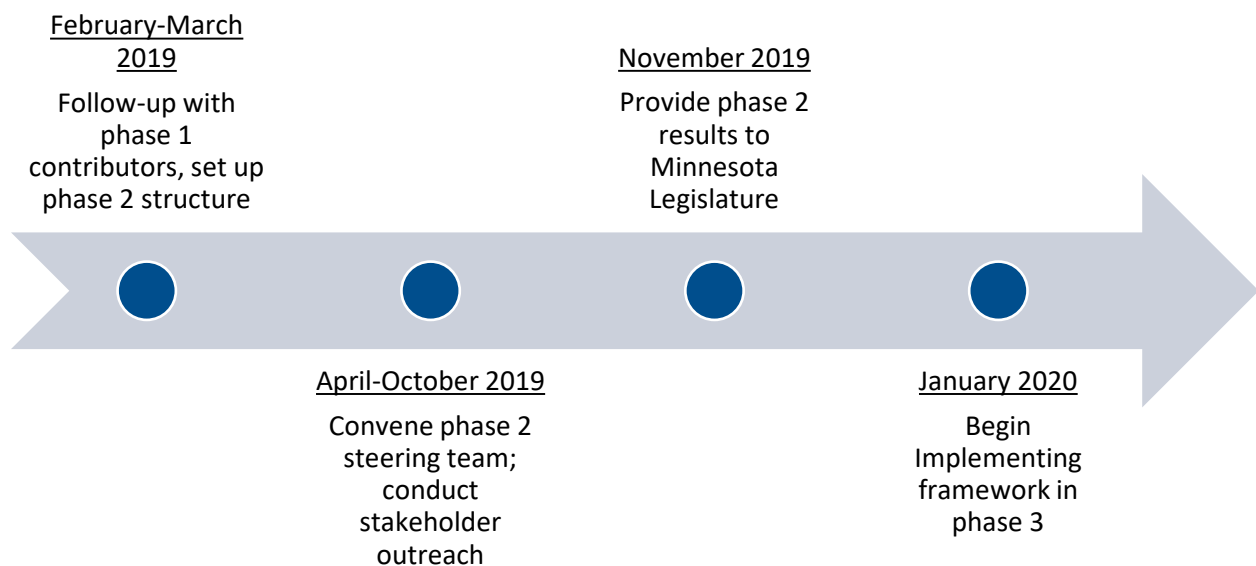 February-March
2019
Follow-up with
phase 1
contributors, set up
phase 2 structure
April-October 2019
Convene phase 2
steering team;
conduct
stakeholder
outreach
November 2019
Provide phase 2
results to
Minnesota
Legislature
January 2020
Begin
Implementing
framework in
phase 3